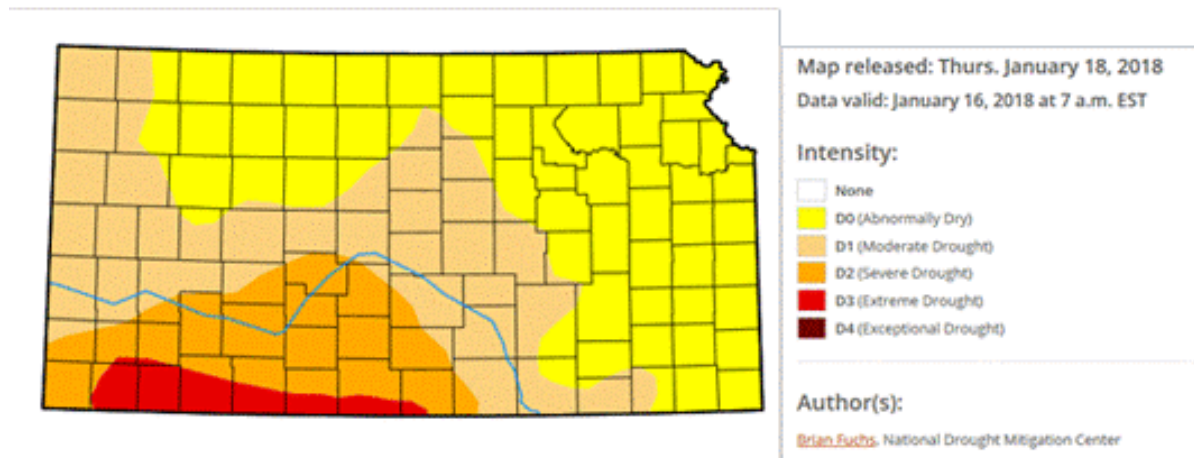 Map released: Thurs. January 18, 2018
Data valid: January 16, 2018 at 7 a.m. EST
Intensity:
None
D0 (Abnormally Dry)
D1 (Moderate Drought)
D2 (Severe Drought)
D3 (Extreme Drought)
D4 (Exceptional Drought)
Author(s):
Brian Fuchs, National Drought Mitigation Center